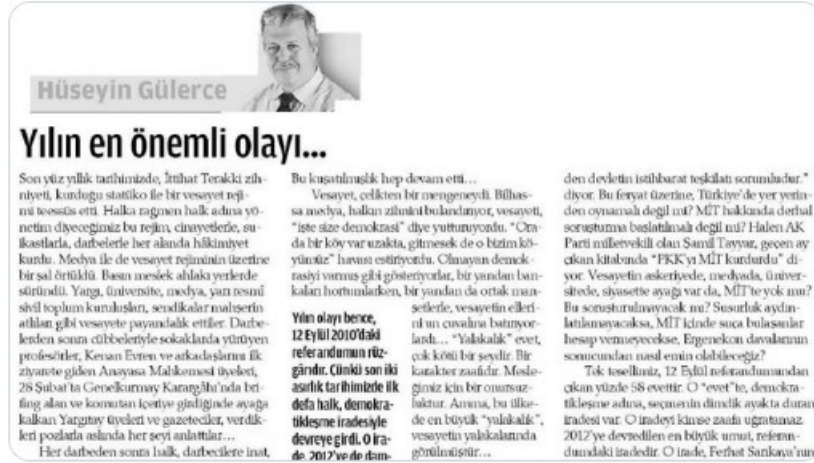 Hüseyin Gülerce
Yılın en önemli olayı...
Son yüz yıllık tarihimizde, İttihat Terakki zih-
niyeti, kurduğu statüko ile bir vesayet reji-
mi teessüs etti. Halka rağmen halk adına yö-
netim diyeceğimiz bu rejim, cinayetlerle, su-
ikastlarla, darbelerle her alanda hâkimiyet
kurdu. Medya ile de vesayet rejiminin üzerine
bir şal örtüldü. Basın meslek ahlakı yerlerde
süründü. Yargı, üniversite, medya, yarı resmî
sivil toplum kuruluşları, sendikalar mahşerin
atlıları gibi vesayete payandalık ettiler. Darbe-
lerden sonra cübbeleriyle sokaklarda yürüyen
profesörler, Kenan Evren ve arkadaşlarını ilk
ziyarete giden Anayasa Mahkemesi üyeleri,
28 Şubat'ta Genelkurmay Karargâhı'nda bri-
fing alan ve komutan içeriye girdiğinde ayağa
kalkan Yargıtay üyeleri ve gazeteciler, verdik-
leri pozlarla aslında her şeyi anlattılar...
Her darbeden sonra halk, darbecilere inat,
Bu kuşatılmışlık hep devam etti...
Vesayet, çelikten bir mengeneydi. Bilhas-
sa medya, halkın zihnini bulandırıyor, vesayeti,
"işte size demokrasi" diye yutturuyordu. "Ora-
da bir köy var uzakta, gitmesek de o bizim kö-
yümüz" havası estiriyordu. Olmayan demok-
rasiyi varmış gibi gösteriyorlar, bir yandan ban-
kaları hortumlarken, bir yandan da ortak man-
şetlerle, vesayetin elleri-
ni un çuvalına batırıyor-
lardı... "Yalakalık" evet,
çok kötü bir şeydir. Bir
karakter zaafıdır. Mesle-
ğimiz için bir onursuz-
luktur. Amma, bu ülke-
de en büyük "yalakalık",
vesayetin yalakalarında
görülmüştür...
Yılın olayı bence,
12 Eylül 2010'daki
referandumun rüz-
gârıdır. Çünkü son iki
asırlık tarihimizde ilk
defa halk, demokra-
tikleşme iradesiyle
devreye girdi. O ira-
de, 2012'ye de dam-
den devletin istihbarat teşkilatı sorumludur."
diyor. Bu feryat üzerine, Türkiye'de yer yerin-
den oynamalı değil mi? MİT hakkında derhal
soruşturma başlatılmalı değil mi? Halen AK
Parti milletvekili olan Şamil Tayyar, geçen ay
çıkan kitabında "PKK'yı MİT kurdurdu" di-
yor. Vesayetin askeriyede, medyada, üniver-
sitede, siyasette ayağı var da, MİT'te yok mu?
Bu soruşturulmayacak mı? Susurluk aydın-
latılamayacaksa, MİT içinde suça bulaşanlar
hesap vermeyecekse, Ergenekon davalarının
sonucundan nasıl emin olabileceğiz?
Tek tesellimiz, 12 Eylül referandumundan
çıkan yüzde 58 evettir. O "evet"te, demokra-
tikleşme adına, seçmenin dimdik ayakta duran
iradesi var. O iradeyi kimse zaafa uğratamaz.
2012'ye devredilen en büyük umut, referan-
dumdaki iradedir. O irade, Ferhat Sarıkaya'nın